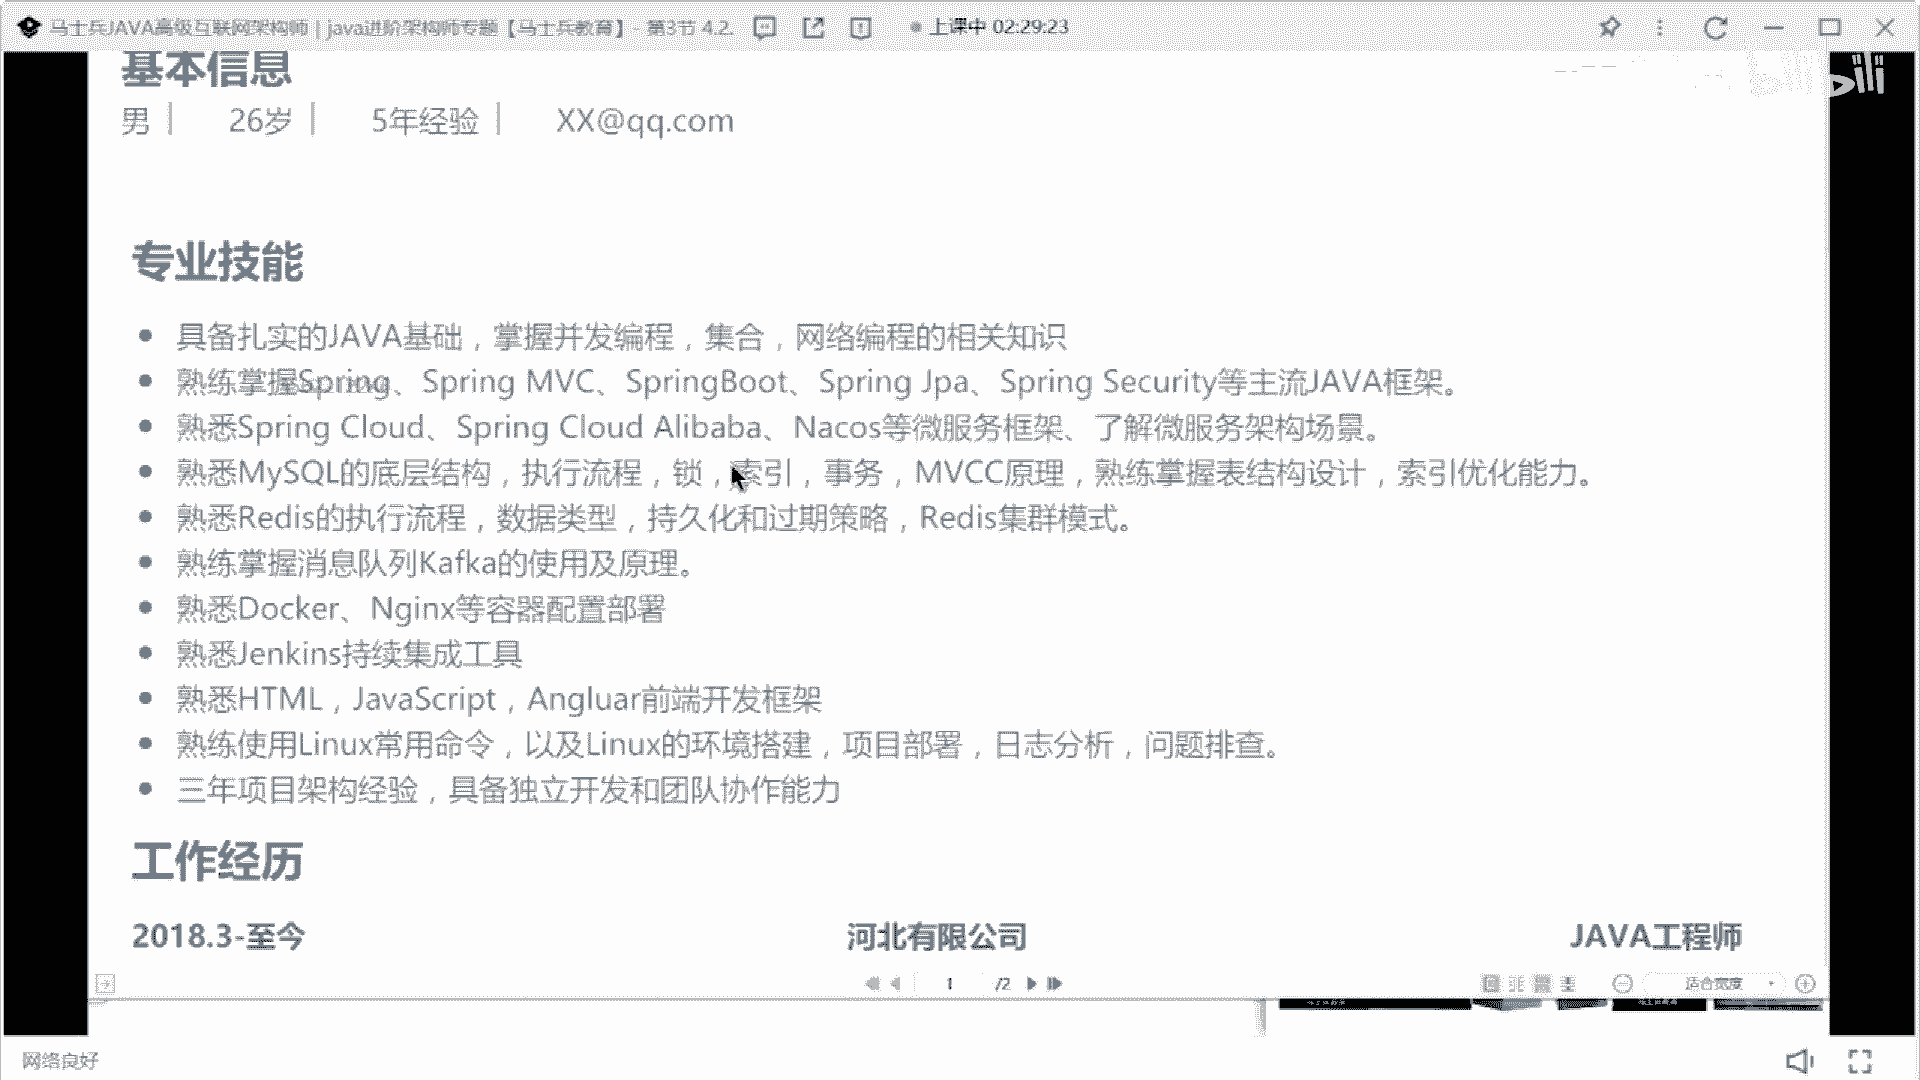 马士兵JAVA高级互联网架构师 | java进阶架构师专题【马士兵教育】 - 第3节 4.2. 上课中 02:29:23
基本信息
男 | 26岁 | 5年经验 | XX@qq.com
专业技能
具备扎实的JAVA基础，掌握并发编程，集合，网络编程的相关知识
熟练掌握Spring、Spring MVC、SpringBoot、Spring Jpa、Spring Security等主流JAVA框架。
熟悉Spring Cloud、Spring Cloud Alibaba、Nacos等微服务框架、了解微服务架构场景。
熟悉MySQL的底层结构，执行流程，锁，索引，事务，MVCC原理，熟练掌握表结构设计，索引优化能力。
熟悉Redis的执行流程，数据类型，持久化和过期策略，Redis集群模式。
熟练掌握消息队列Kafka的使用及原理。
熟悉Docker、Nginx等容器配置部署
熟悉Jenkins持续集成工具
熟悉HTML，JavaScript，Angluar前端开发框架
熟练使用Linux常用命令，以及Linux的环境搭建，项目部署，日志分析，问题排查。
三年项目架构经验，具备独立开发和团队协作能力
工作经历
2018.3-至今 河北有限公司 JAVA工程师
1 /2 适合宽度
网络良好